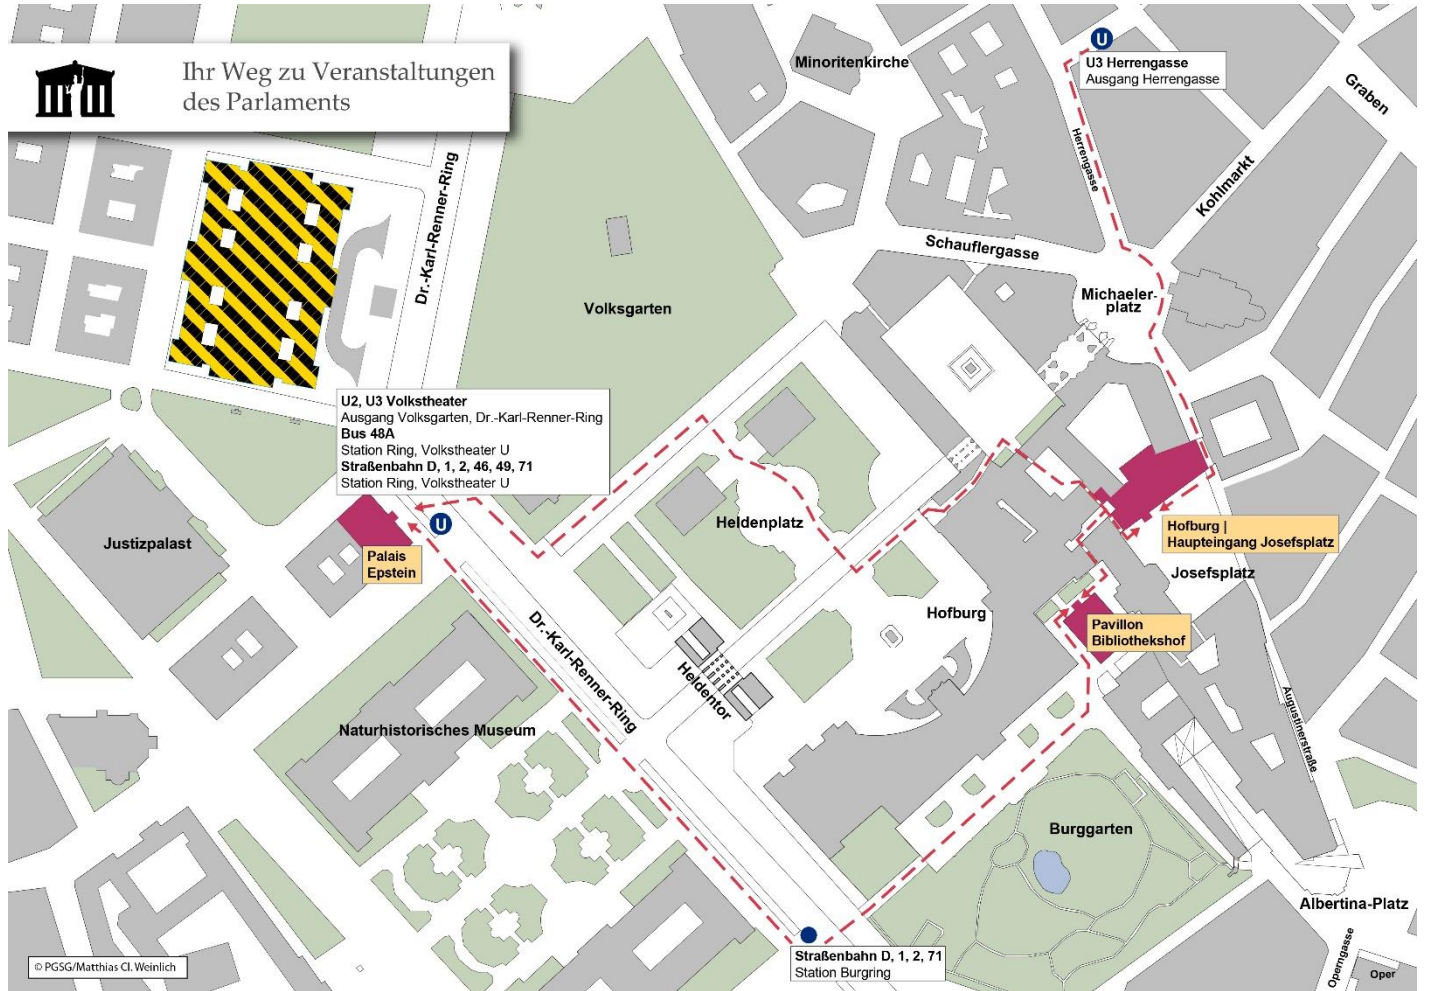 Ihr Weg zu Veranstaltungen
des Parlaments
Minoritenkirche
U
U3 Herrengasse
Ausgang Herrengasse
Graben
Herrengasse
Kohlmarkt
Dr.-Karl-Renner-Ring
Schauflergasse
Volksgarten
Michaeler-
platz
U2, U3 Volkstheater
Ausgang Volksgarten, Dr.-Karl-Renner-Ring
Bus 48A
Station Ring, Volkstheater U
Straßenbahn D, 1, 2, 46, 49, 71
Station Ring, Volkstheater U
U
Heldenplatz
Hofburg |
Haupteingang Josefsplatz
Justizpalast
Palais
Epstein
Josefsplatz
Hofburg
Pavillon
Bibliothekshof
Dr.-Karl-Renner-Ring
Heldentor
Augustinerstraße
Naturhistorisches Museum
Burggarten
Albertina-Platz
Straßenbahn D, 1, 2, 71
Station Burgring
Operngasse
Oper
© PGSG/Matthias Cl. Weinlich